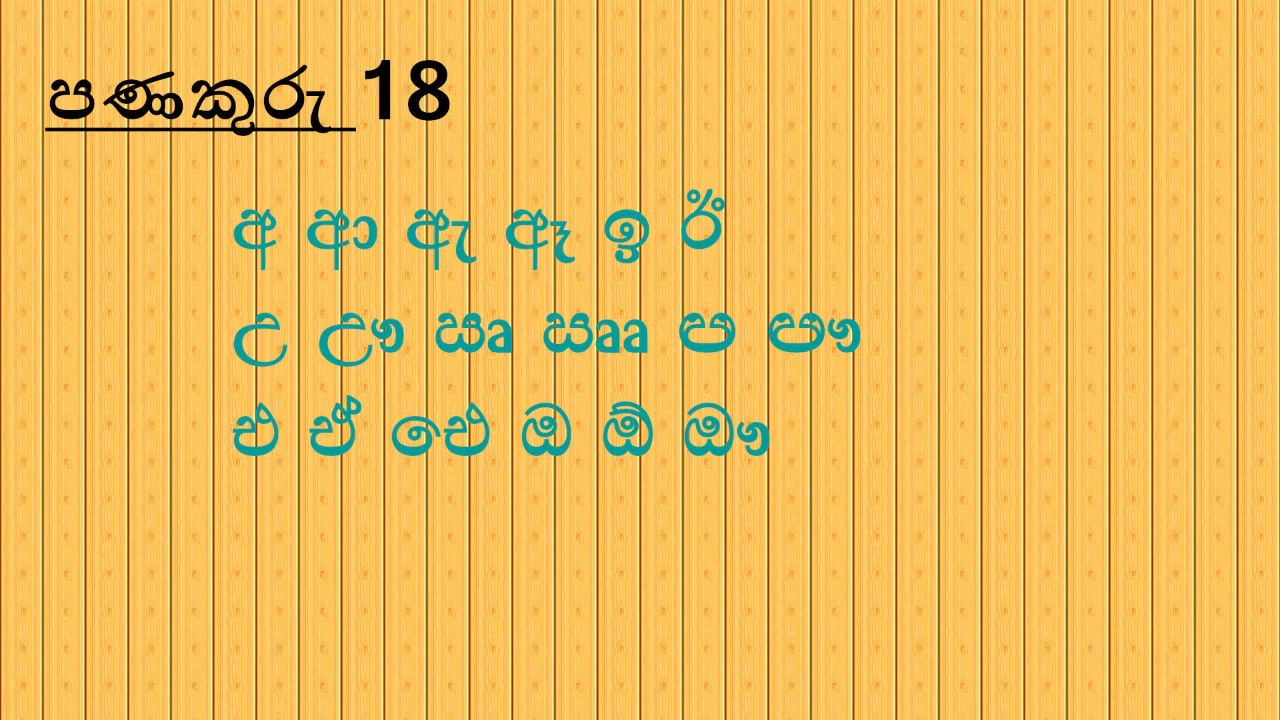 පණකුරු 18
අ ආ ඇ ඈ ඉ ඊ
උ ඌ ඍ ඎ ඏ ඐ
එ ඒ ඓ ඔ ඕ ඖ